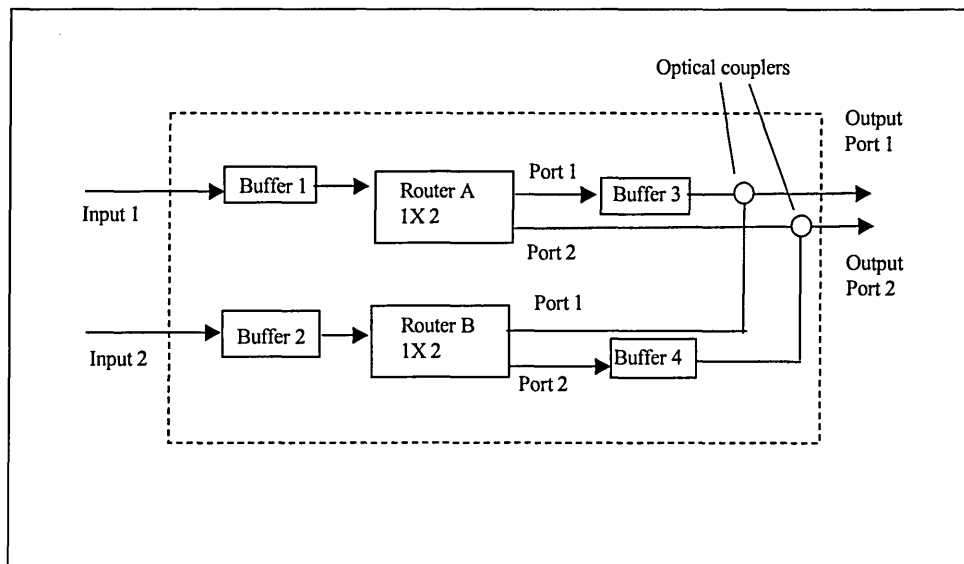 Optical couplers
Output
Port 1
Buffer 1
Router A
1X 2
Port 1
Buffer 3
Input 1
Port 2
Output
Port 2
Port 1
Buffer 2
Router B
1X 2
Buffer 4
Input 2
Port 2